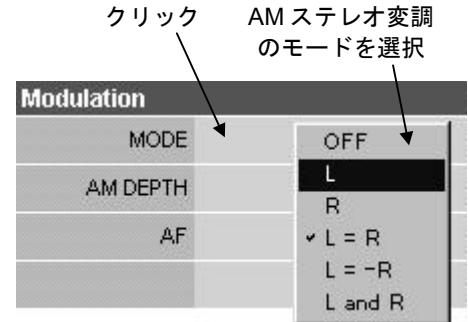 クリック
AM ステレオ変調
のモードを選択
Modulation
MODE
AM DEPTH
AF
OFF
L
R
✓ L = R
L = -R
L and R